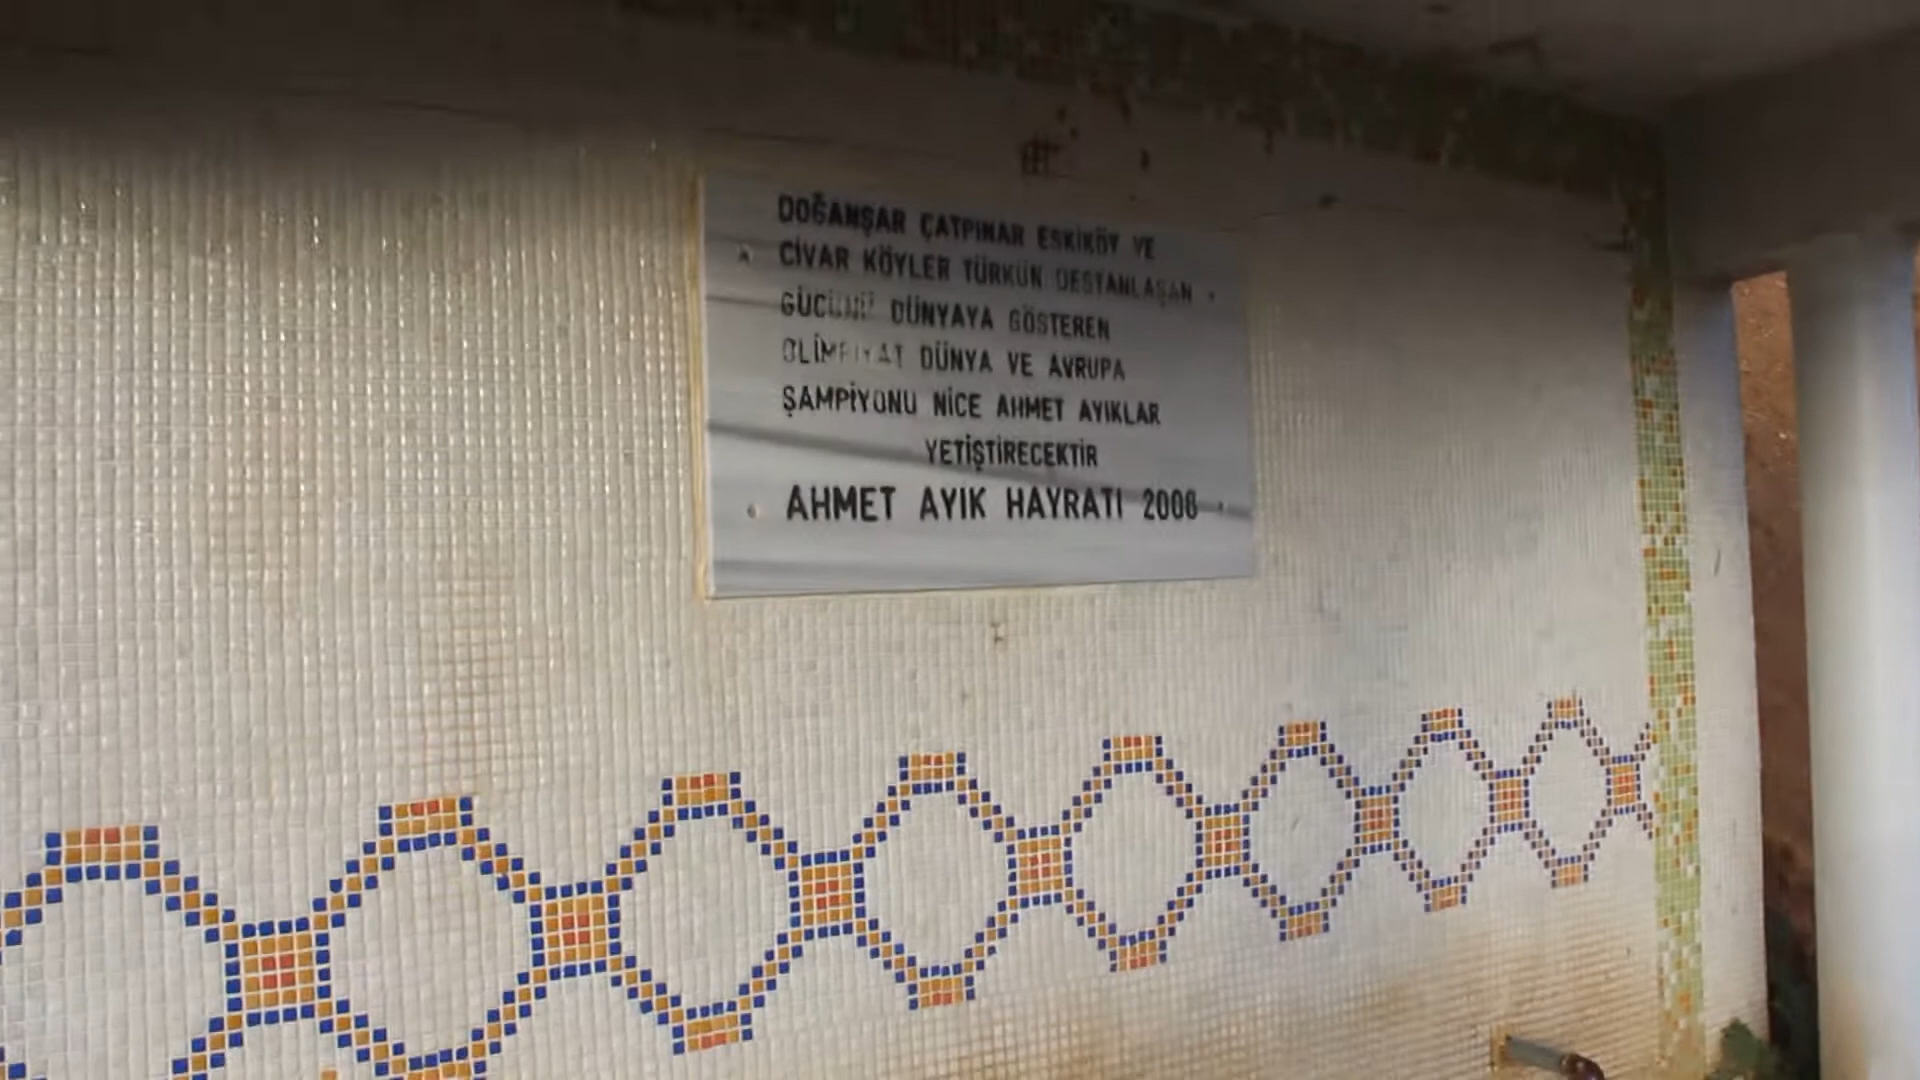 DOĞANŞAR ÇATPINAR ESKİKÖY VE
CİVAR KÖYLER TÜRKÜN DESTANLAŞAN
GÜCÜNÜ DÜNYAYA GÖSTEREN
OLİMPİYAT DÜNYA VE AVRUPA
ŞAMPİYONU NİCE AHMET AYIKLAR
YETİŞTİRECEKTİR
AHMET AYIK HAYRATI 2006